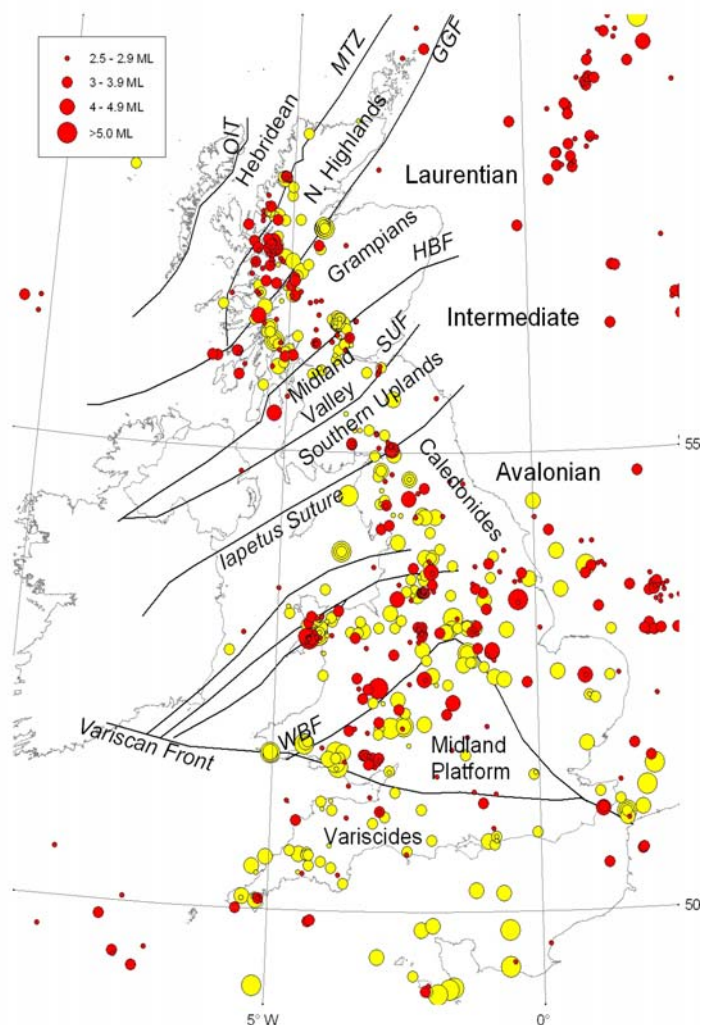 2.5 - 2.9 ML
3 - 3.9 ML
4 - 4.9 ML
>5.0 ML
OIT
Hebridean
MTZ
N. Highlands
GGF
Laurentian
Grampians
HBF
Intermediate
Midland
Valley
SUF
Southern Uplands
55
Caledonides
Avalonian
Iapetus Suture
Variscan Front
WBF
Midland
Platform
Variscides
50
5° W
0°